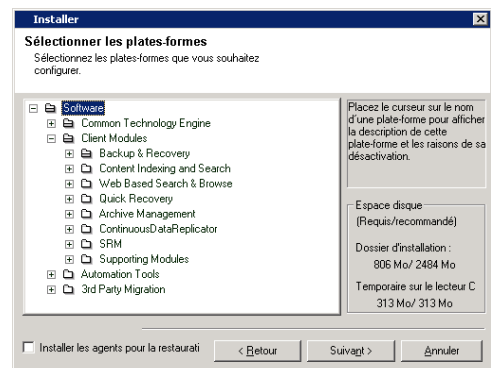 Installer
Sélectionner les plates-formes
Sélectionnez les plates-formes que vous souhaitez
configurer.
Software
Common Technology Engine
Client Modules
Backup & Recovery
Content Indexing and Search
Web Based Search & Browse
Quick Recovery
Archive Management
ContinuousDataReplicator
SRM
Supporting Modules
Automation Tools
3rd Party Migration
Placez le curseur sur le nom
d'une plate-forme pour afficher
la description de cette
plate-forme et les raisons de sa
désactivation.
Espace disque
(Requis/recommandé)
Dossier d'installation :
806 Mo/ 2484 Mo
Temporaire sur le lecteur C
313 Mo/ 313 Mo
Installer les agents pour la restaurati
< Retour
Suivant >
Annuler